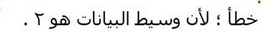 خطأ ؛ لأن وسيط البيانات هو ٢ .